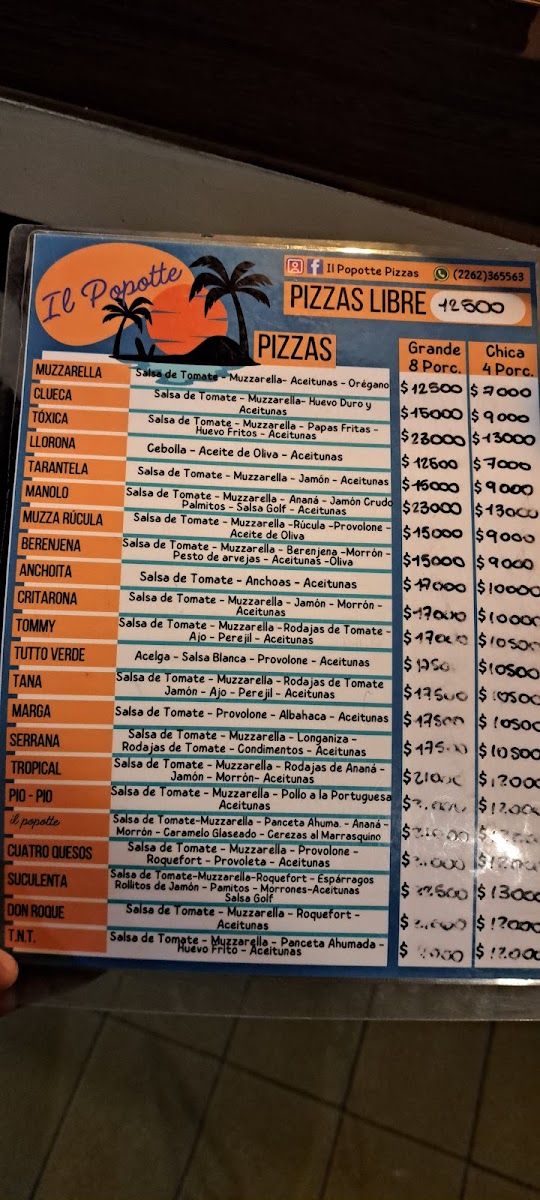 Il Popotte
Il Popotte Pizzas (2262)365563
PIZZAS LIBRE 12500
PIZZAS
Grande
8 Porc.
Chica
4 Porc.
MUZZARELLA Salsa de Tomate - Muzzarella- Aceitunas - Orégano $12500 $7000
CLUECA Salsa de Tomate - Muzzarella- Huevo Duro y
Aceitunas $15000 $9000
TÓXICA Salsa de Tomate - Muzzarella - Papas Fritas -
Huevo Fritos - Aceitunas $23000 $13000
LLORONA Cebolla - Aceite de Oliva - Aceitunas $12500 $7000
TARANTELA Salsa de Tomate - Muzzarella - Jamón - Aceitunas $15000 $9000
MANOLO Salsa de Tomate - Muzzarella - Ananá - Jamón Crudo
Palmitos - Salsa Golf - Aceitunas $23000 $13000
MUZZA RÚCULA Salsa de Tomate - Muzzarella -Rúcula -Provolone -
Aceite de Oliva $15000 $9000
BERENJENA Salsa de Tomate - Muzzarella - Berenjena -Morrón -
Pesto de arvejas - Aceitunas -Oliva $15000 $9000
ANCHOITA Salsa de Tomate - Anchoas - Aceitunas $17000 $10000
CRITARONA Salsa de Tomate - Muzzarella - Jamón - Morrón -
Aceitunas $17000 $10000
TOMMY Salsa de Tomate - Muzzarella -Rodajas de Tomate -
Ajo - Perejil - Aceitunas $17000 $10500
TUTTO VERDE Acelga - Salsa Blanca - Provolone - Aceitunas $ $10500
TANA Salsa de Tomate - Muzzarella -Rodajas de Tomate
Jamón - Ajo - Perejil - Aceitunas $17500 $10500
MARGA Salsa de Tomate - Provolone - Albahaca - Aceitunas $17500 $10500
SERRANA Salsa de Tomate - Muzzarella - Longaniza -
Rodajas de Tomate - Condimentos - Aceitunas $17500 $10500
TROPICAL Salsa de Tomate - Muzzarella - Rodajas de Ananá -
Jamón - Morrón- Aceitunas $21000 $12000
PIO - PIO Salsa de Tomate - Muzzarella - Pollo a la Portuguesa
Aceitunas $ $12000
il popotte Salsa de Tomate-Muzzarella - Panceta Ahuma. - Ananá -
Morrón - Caramelo Glaseado - Cerezas al Marrasquino $21000 $
CUATRO QUESOS Salsa de Tomate - Muzzarella - Provolone -
Roquefort - Provoleta - Aceitunas $ $12000
SUCULENTA Salsa de Tomate-Muzzarella-Roquefort - Espárragos
Rollitos de Jamón - Pamitos - Morrones-Aceitunas
Salsa Golf $ $13000
DON ROQUE Salsa de Tomate - Muzzarella - Roquefort -
Aceitunas $ $12000
T.N.T. Salsa de Tomate - Muzzarella - Panceta Ahumada -
Huevo Frito - Aceitunas $ $12000